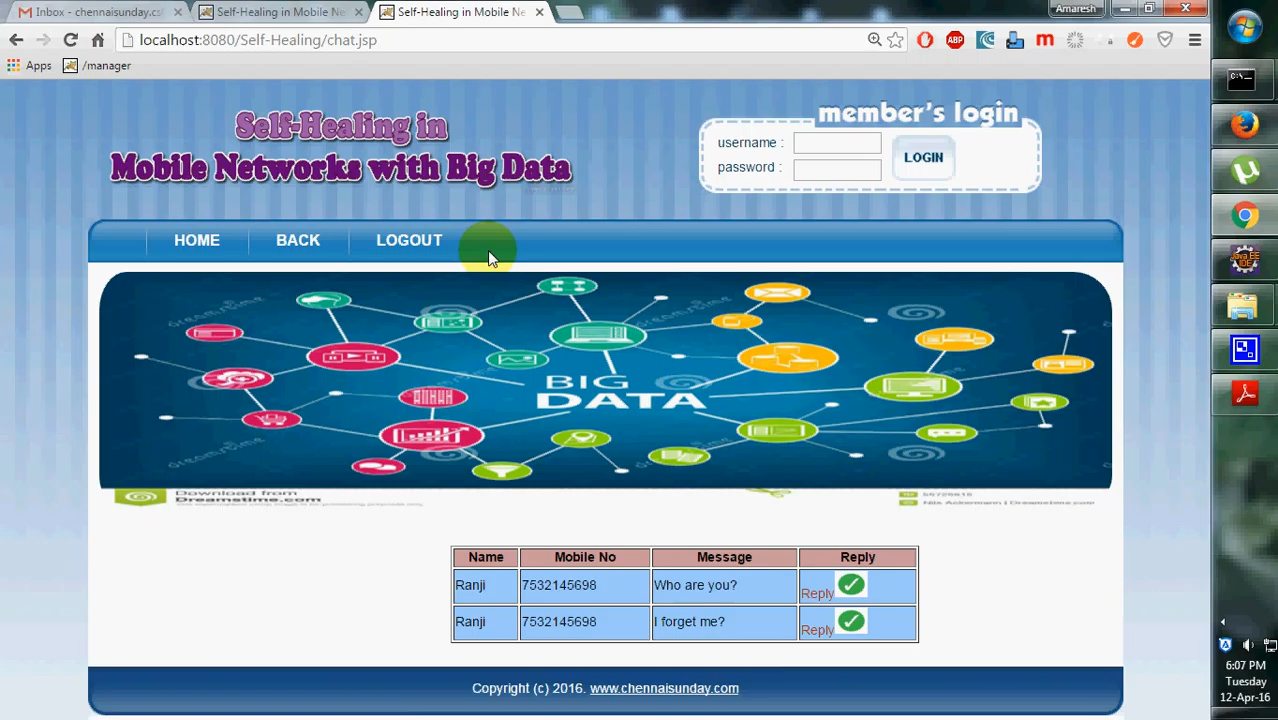 Inbox - chennaisunday.cs
Self-Healing in Mobile Ne
Self-Healing in Mobile Ne
Amaresh
localhost:8080/Self-Healing/chat.jsp
ABP
m
Apps
/manager
Self-Healing in
Mobile Networks with Big Data
member's login
username :
password :
LOGIN
HOME
BACK
LOGOUT
BIG
DATA
Download from
Dreamstime.com
Name Mobile No Message Reply
Ranji 7532145698 Who are you? Reply
Ranji 7532145698 I forget me? Reply
Copyright (c) 2016. www.chennaisunday.com
6:07 PM
Tuesday
12-Apr-16